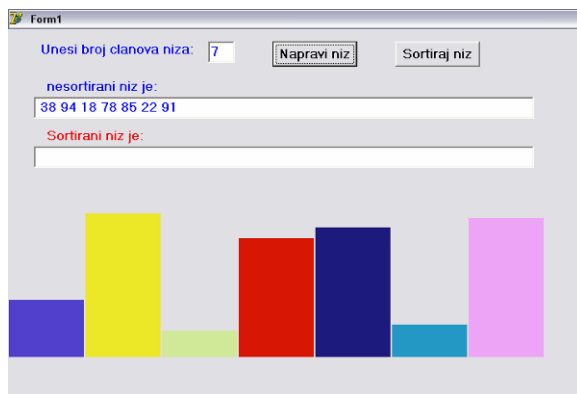 Form1
Unesi broj clanova niza: 7 Napravi niz Sortiraj niz
nesortirani niz je:
38 94 18 78 85 22 91
Sortirani niz je: